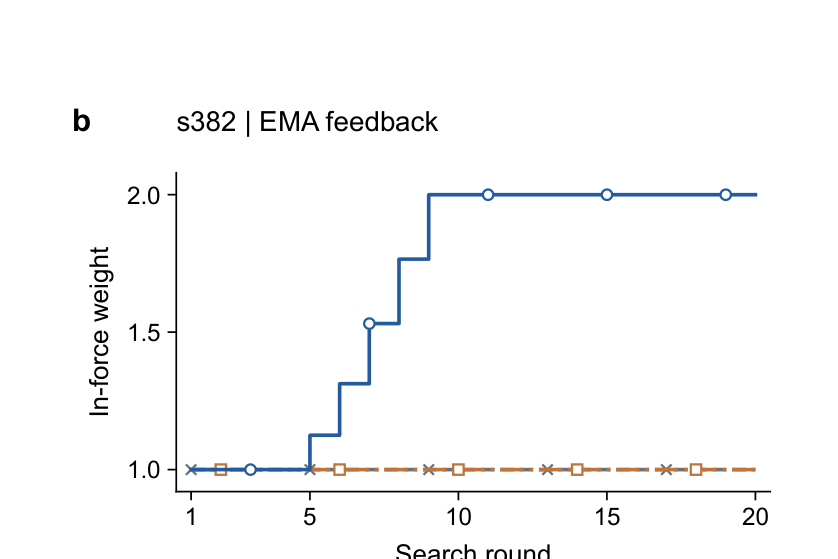 b
s382 | EMA feedback
In-force weight
2.0
1.5
1.0
1 5 10 15 20
Search round